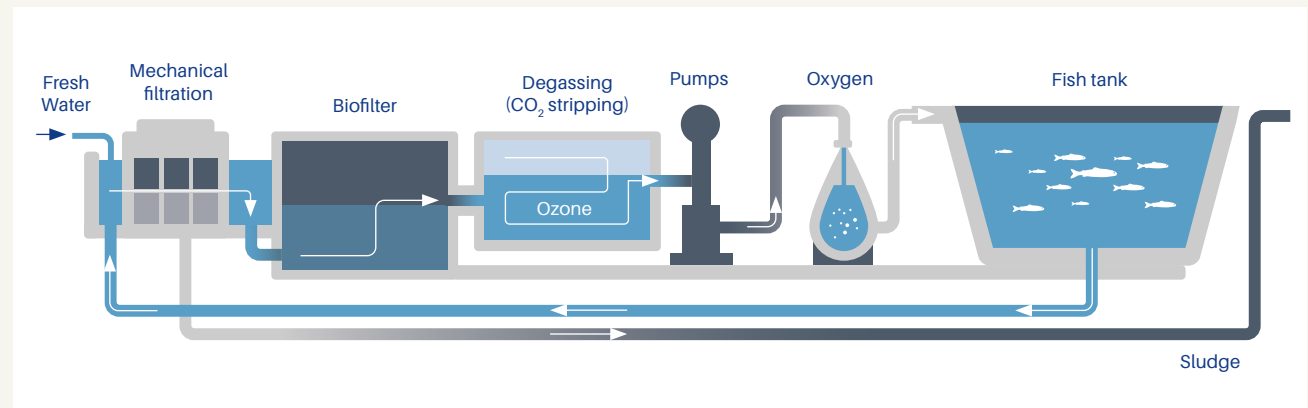 Fresh
Water
Mechanical
filtration
Biofilter
Degassing
(CO₂ stripping)
Pumps
Oxygen
Fish tank
Ozone
Sludge